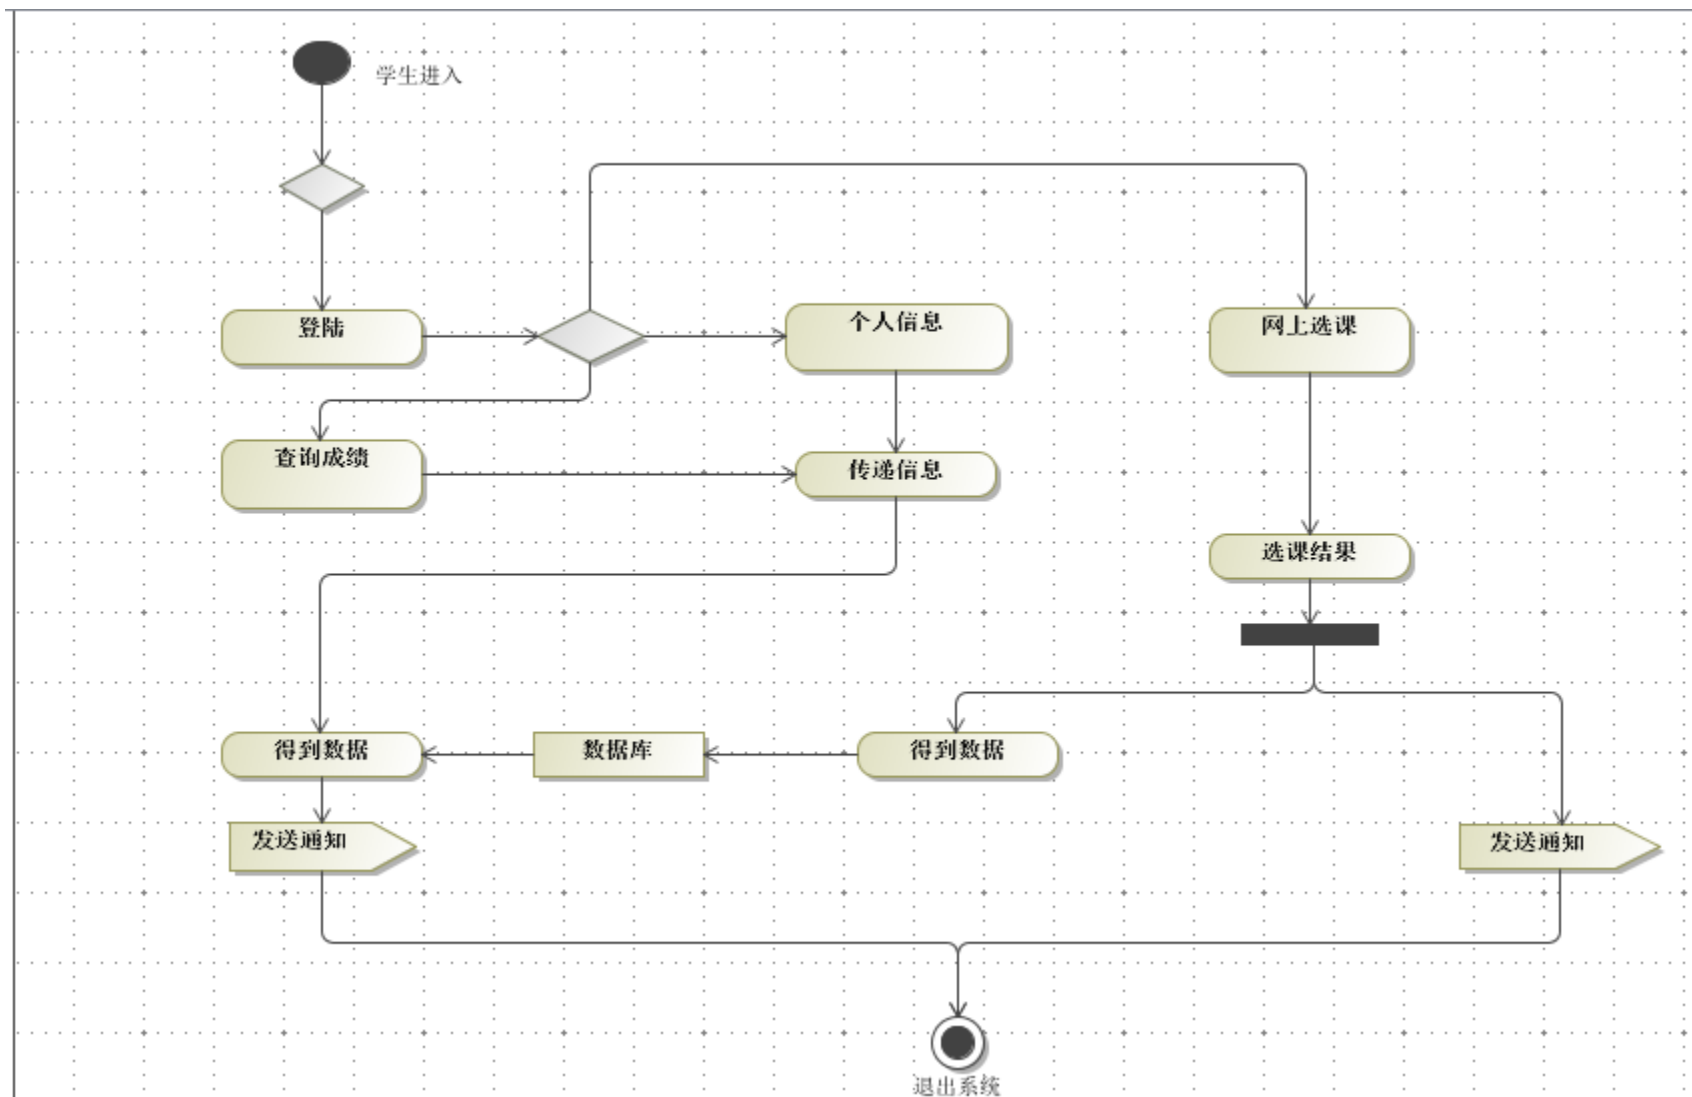 学生进入
登陆
个人信息
网上选课
查询成绩
传递信息
选课结果
得到数据
数据库
得到数据
发送通知
发送通知
退出系统